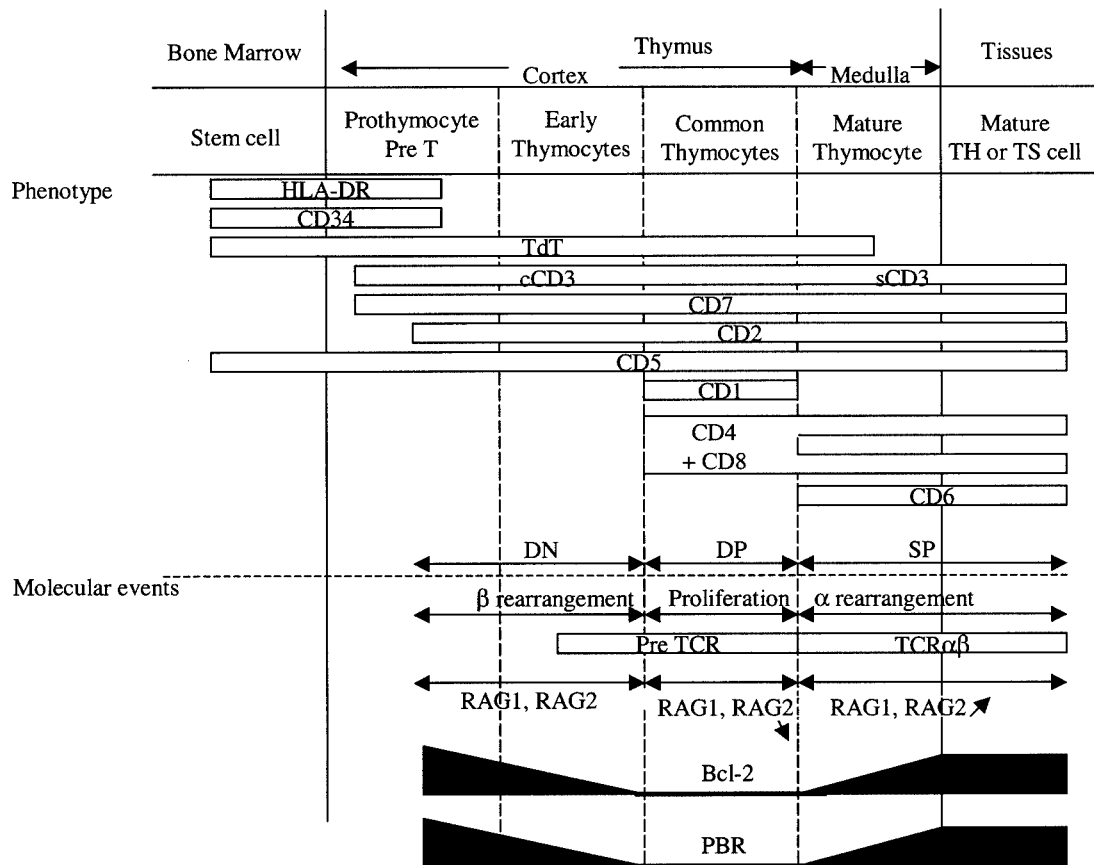 Bone Marrow
Thymus
Tissues
Cortex
Medulla
Stem cell
Prothymocyte
Pre T
Early
Thymocytes
Common
Thymocytes
Mature
Thymocyte
Mature
TH or TS cell
Phenotype
HLA-DR
CD34
TdT
cCD3
sCD3
CD7
CD2
CD5
CD1
CD4
+ CD8
CD6
DN
DP
SP
Molecular events
β rearrangement
Proliferation
α rearrangement
Pre TCR
TCRαβ
RAG1, RAG2
RAG1, RAG2
RAG1, RAG2
Bcl-2
PBR